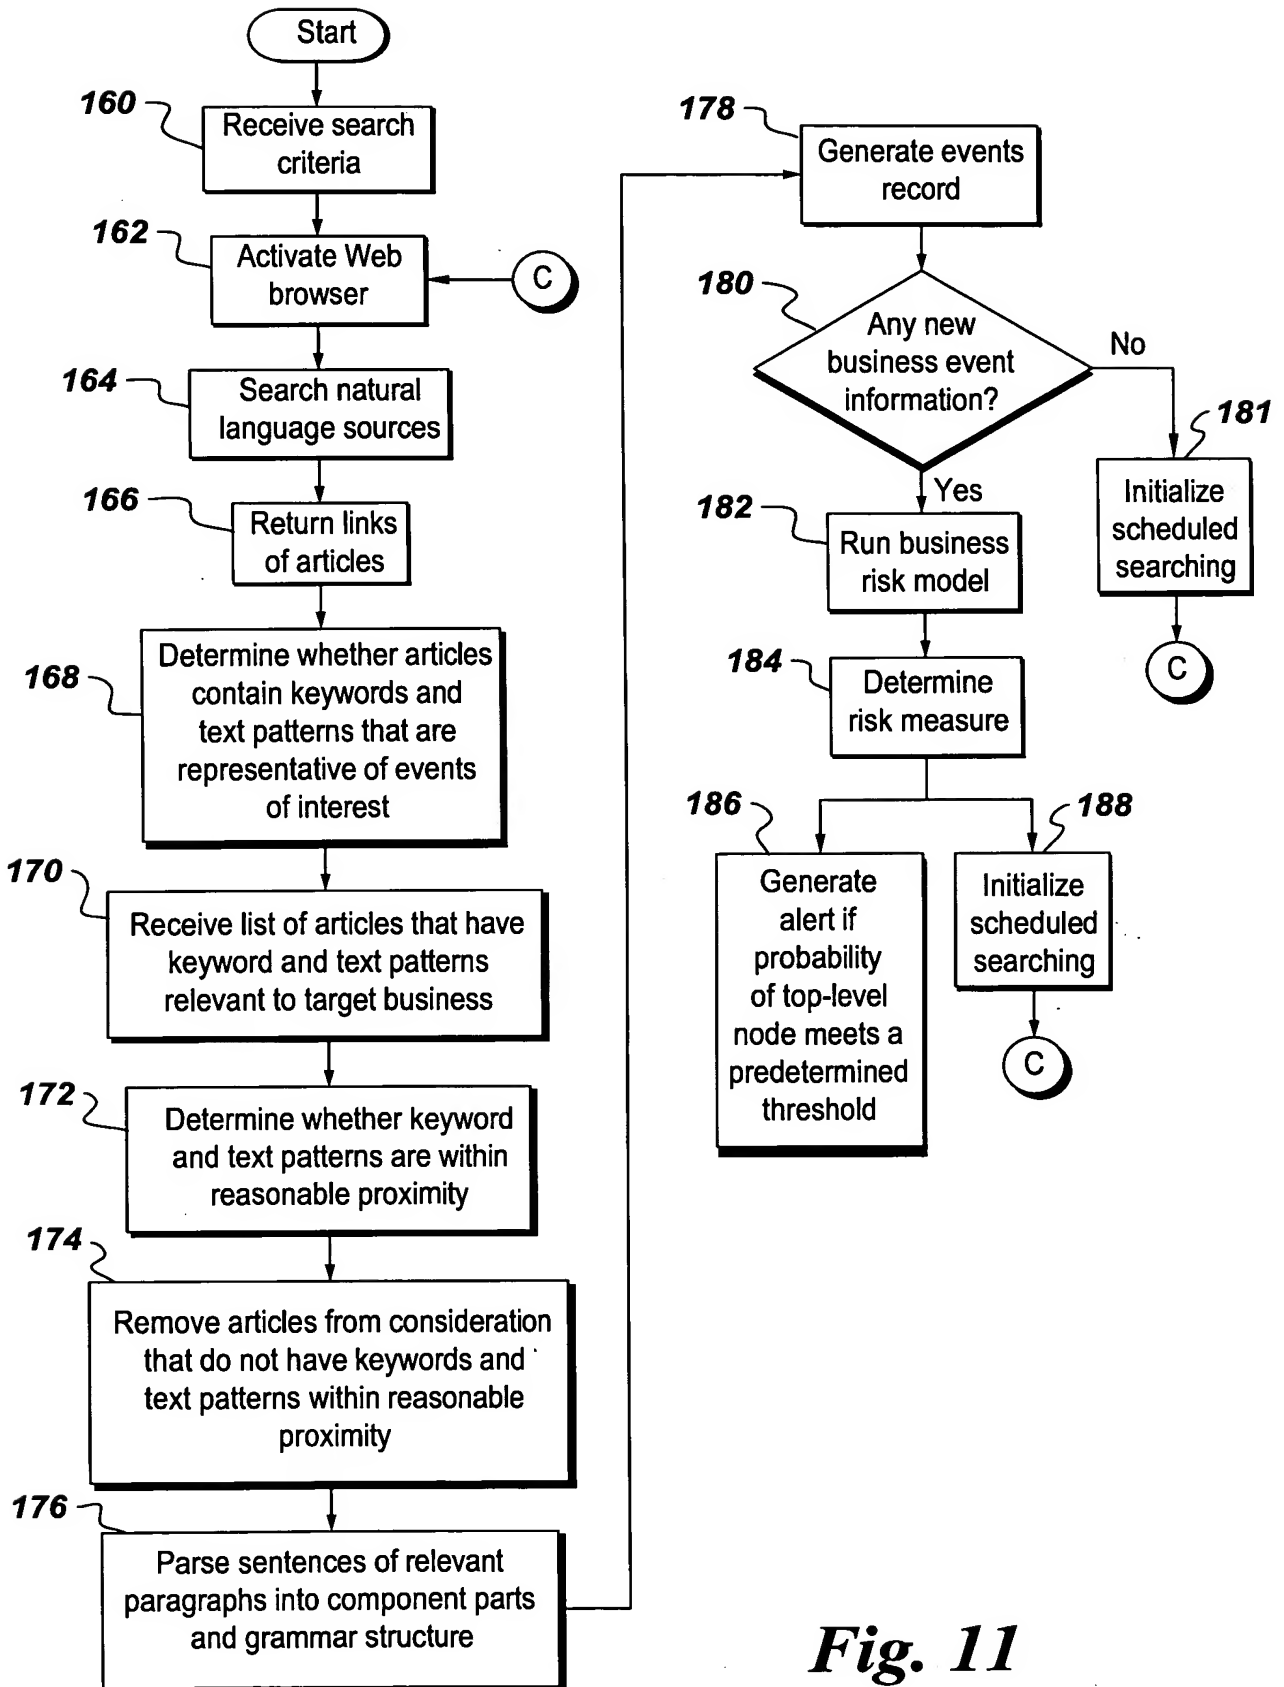 Start
160
Receive search
criteria
162
Activate Web
browser
C
164
Search natural
language sources
166
Return links
of articles
168
Determine whether articles
contain keywords and
text patterns that are
representative of events
of interest
170
Receive list of articles that have
keyword and text patterns
relevant to target business
172
Determine whether keyword
and text patterns are within
reasonable proximity
174
Remove articles from consideration
that do not have keywords and
text patterns within reasonable
proximity
176
Parse sentences of relevant
paragraphs into component parts
and grammar structure
178
Generate events
record
180
Any new
business event
information?
No
181
Initialize
scheduled
searching
C
Yes
182
Run business
risk model
184
Determine
risk measure
186
Generate
alert if
probability
of top-level
node meets a
predetermined
threshold
188
Initialize
scheduled
searching
C
Fig. 11